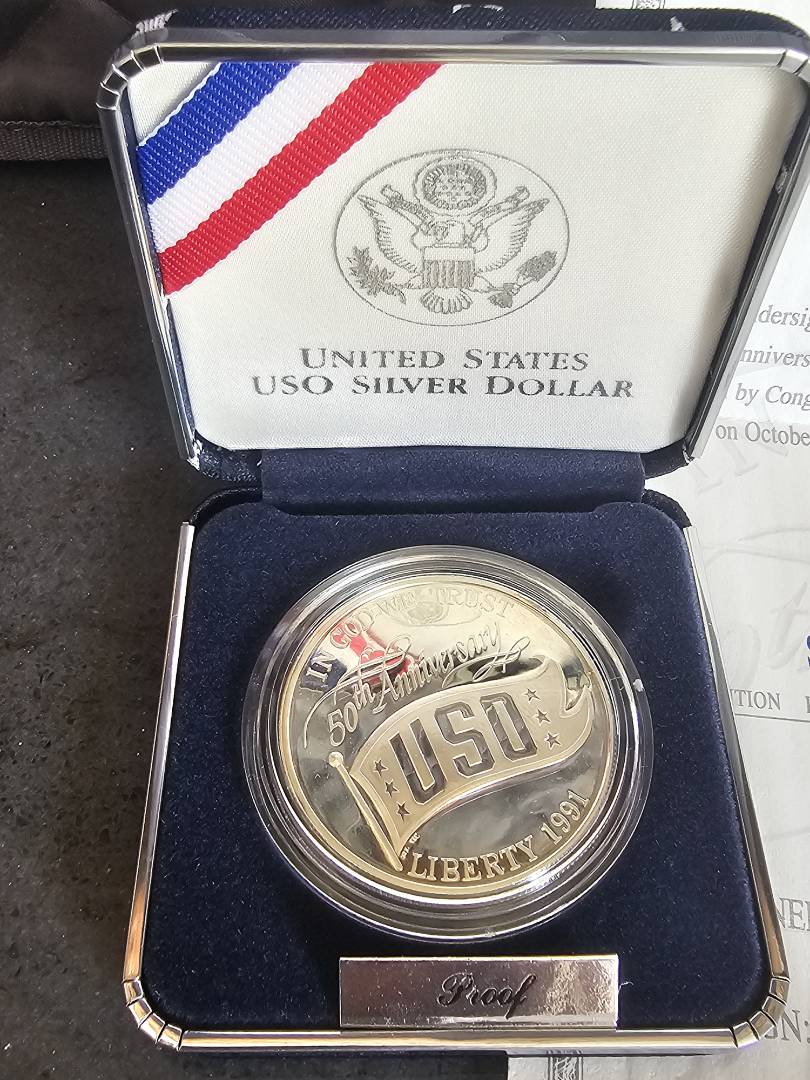 UNITED STATES
USO SILVER DOLLAR
IN GOD WE TRUST
50th Anniversary
USO
LIBERTY 1991
Proof
by Cong
on Octobe